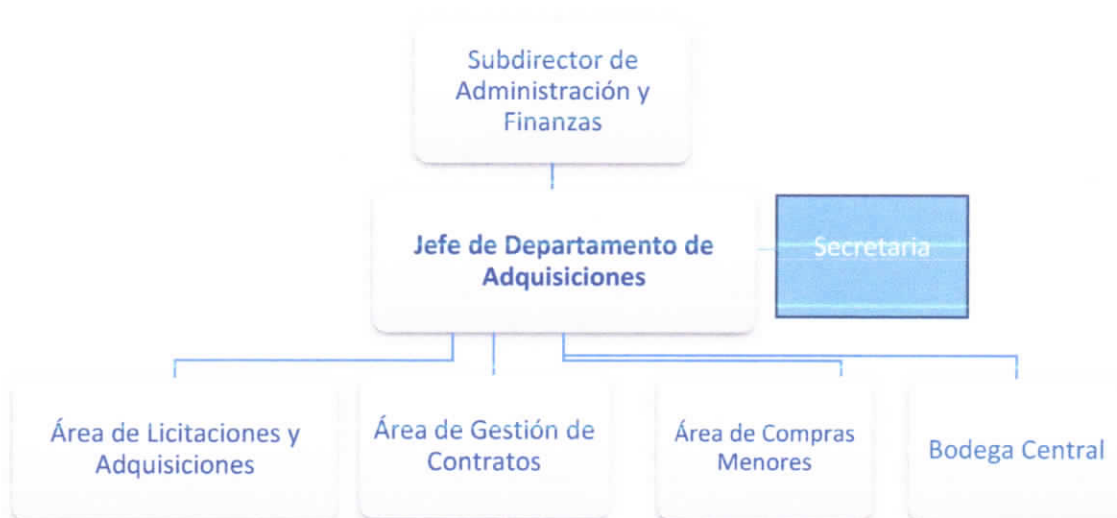 Subdirector de
Administración y
Finanzas
Jefe de Departamento de
Adquisiciones
Secretaria
Área de Licitaciones y
Adquisiciones
Área de Gestión de
Contratos
Área de Compras
Menores
Bodega Central